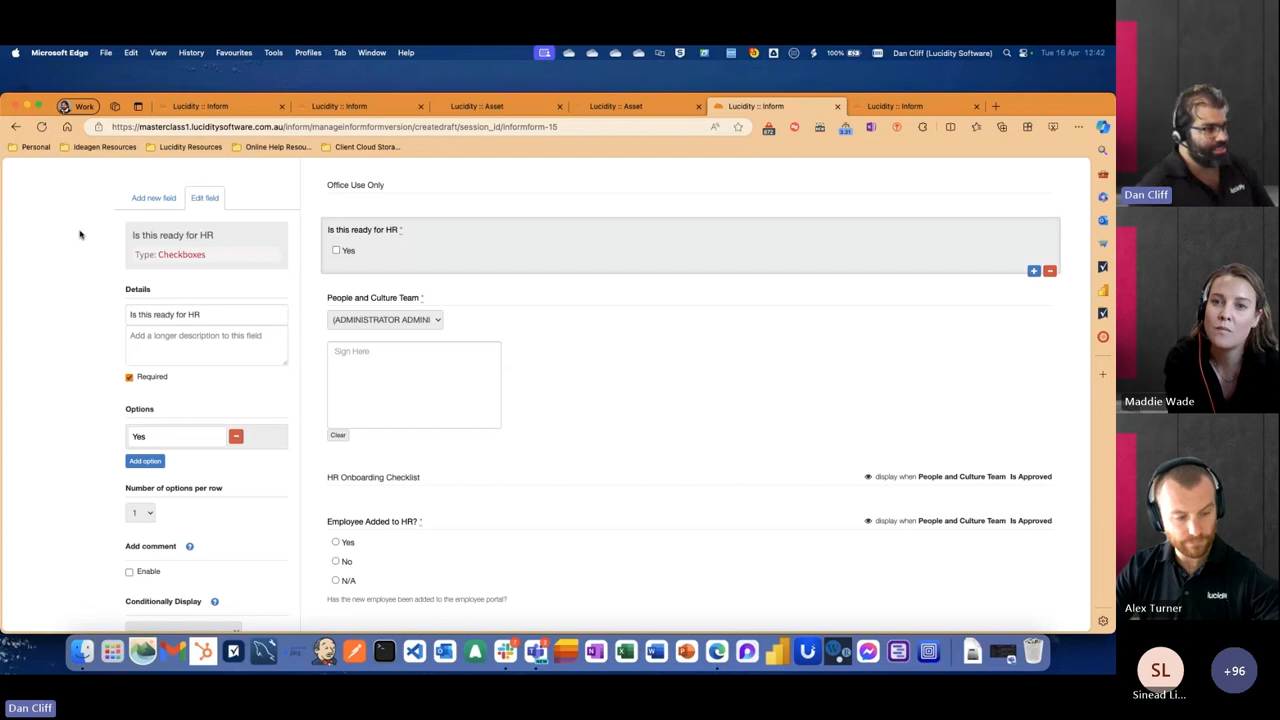 Microsoft Edge File Edit View History Favourites Tools Profiles Tab Window Help 100% Dan Cliff (Lucidity Software) Tue 16 Apr 12:42
Work Lucidity :: Inform Lucidity :: Inform Lucidity :: Asset Lucidity :: Asset Lucidity :: Inform Lucidity :: Inform
https://masterclass1.luciditysoftware.com.au/inform/manageinformformversion/createdraft/session_id/informform-15
Personal Ideagen Resources Lucidity Resources Online Help Resou... Client Cloud Stora...
Add new field Edit field
Is this ready for HR
Type: Checkboxes
Details
Is this ready for HR
Add a longer description to this field
Required
Options
Yes
Add option
Number of options per row
1
Add comment
Enable
Conditionally Display
Office Use Only
Is this ready for HR *
Yes
People and Culture Team *
(ADMINISTRATOR ADMINI
Sign Here
Clear
HR Onboarding Checklist display when People and Culture Team Is Approved
Employee Added to HR? * display when People and Culture Team Is Approved
Yes
No
N/A
Has the new employee been added to the employee portal?
Dan Cliff
Maddie Wade
Alex Turner
SL
Sinead Li...
+96
Dan Cliff